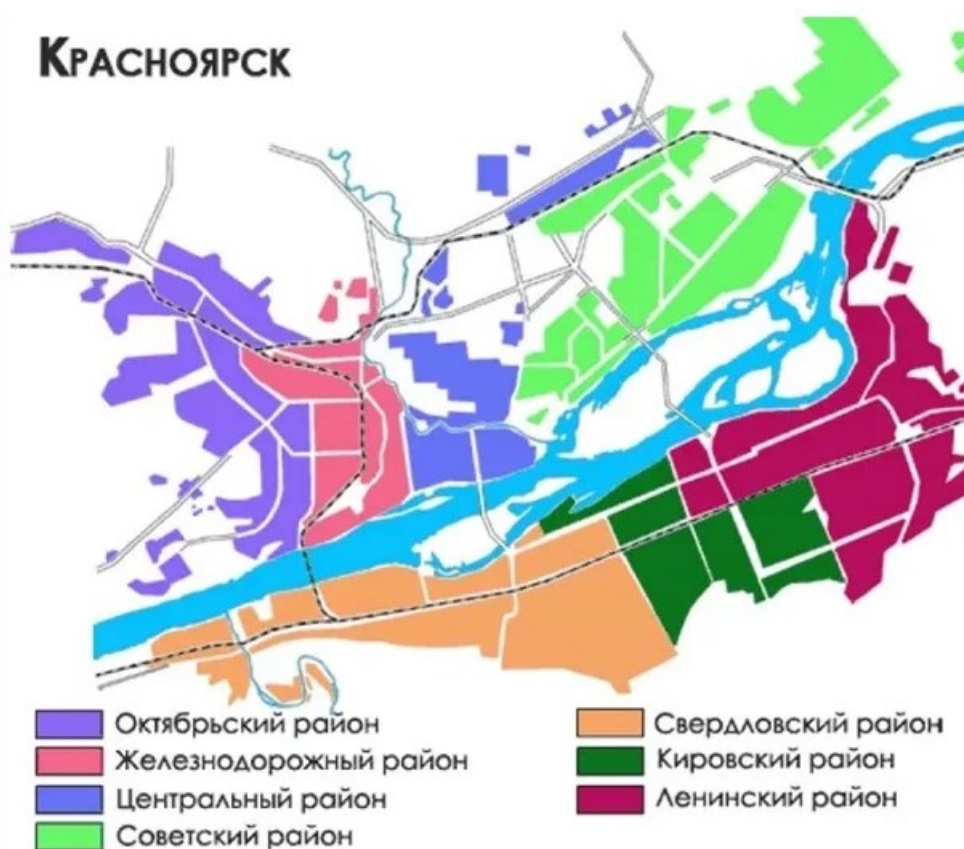 Красноярск
Октябрьский район
Железнодорожный район
Центральный район
Советский район
Свердловский район
Кировский район
Ленинский район